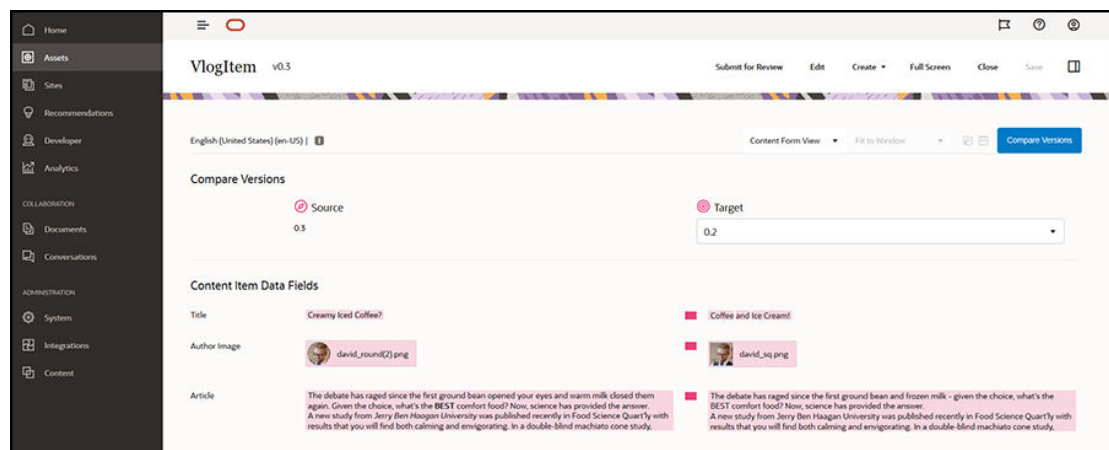 Home
Assets
Sites
Recommendations
Developer
Analytics
COLLABORATION
Documents
Conversations
ADMINISTRATION
System
Integrations
Content
VlogItem v0.3
Submit for Review Edit Create Full Screen Close Save
English (United States) (en-US) |
Content Form View Fit to Window Compare Versions
Compare Versions
Source Target
0.3 0.2
Content Item Data Fields
Title Creamy Iced Coffee? Coffee and Ice Cream!
Author Image david_round(2).png david_sq.png
Article
The debate has raged since the first ground bean opened your eyes and warm milk closed them
again. Given the choice, what's the BEST comfort food? Now, science has provided the answer.
A new study from Jerry Ben Hoogan University was published recently in Food Science Quart'ly with
results that you will find both calming and envigorating. In a double-blind machiato cone study,
The debate has raged since the first ground bean and frozen milk - given the choice, what's the
BEST comfort food? Now, science has provided the answer.
A new study from Jerry Ben Haagan University was published recently in Food Science Quart'ly with
results that you will find both calming and envigorating. In a double-blind machiato cone study,